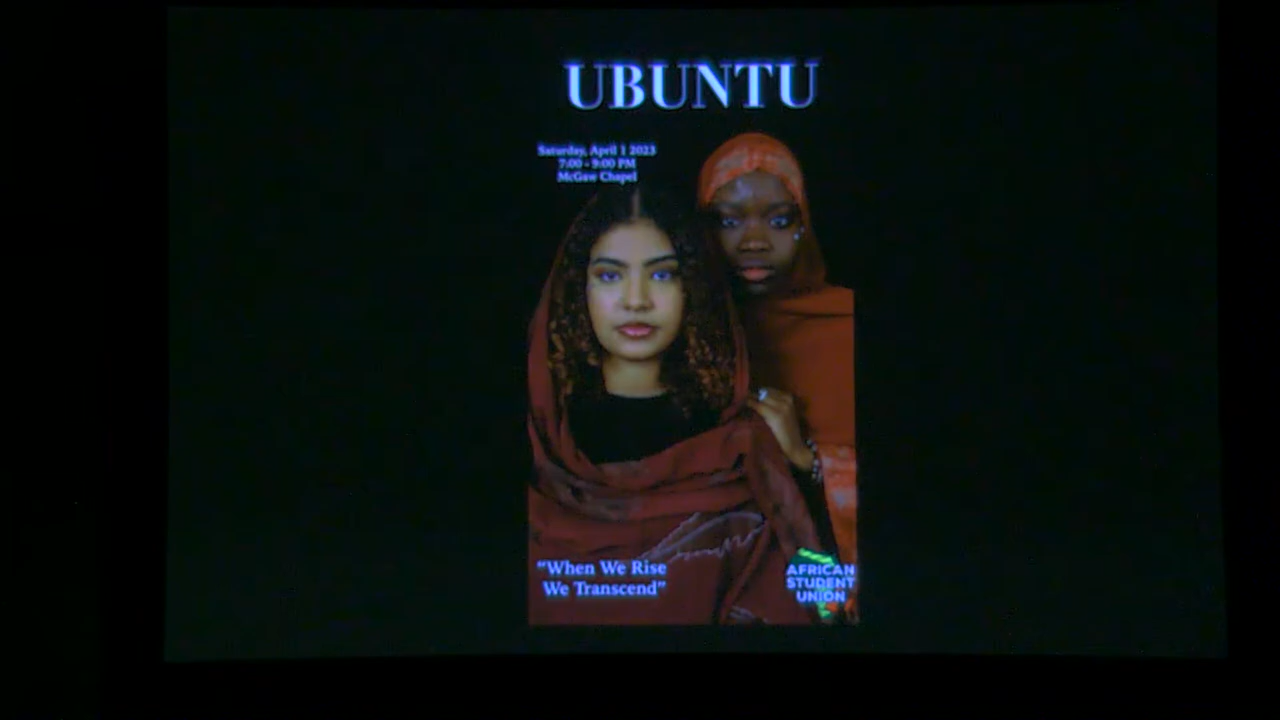 UBUNTU
Saturday, April 1 2023
7:00 - 9:00 PM
McGaw Chapel
"When We Rise
We Transcend"
AFRICAN
STUDENT
UNION